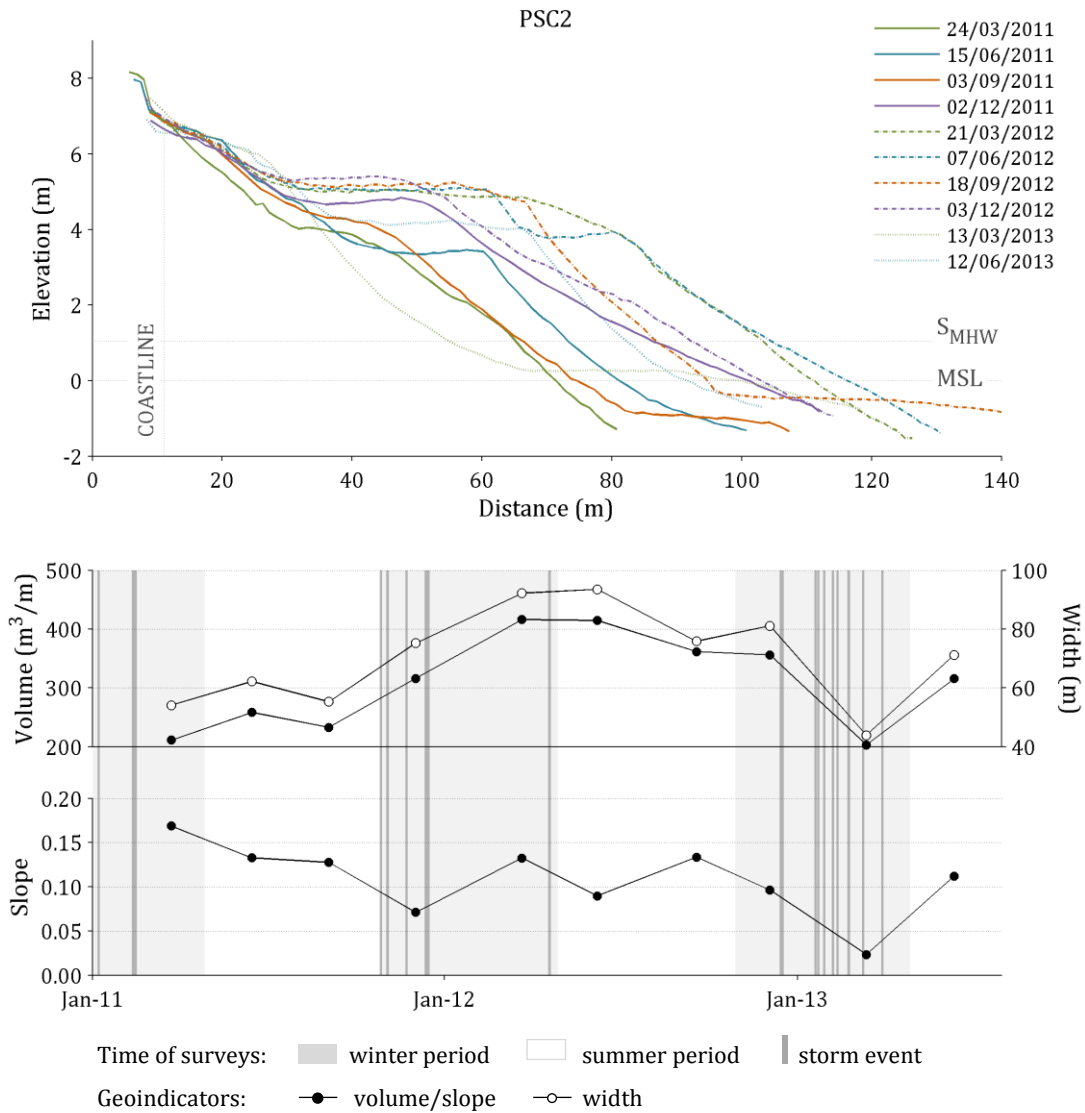 PSC2
24/03/2011
15/06/2011
03/09/2011
02/12/2011
21/03/2012
07/06/2012
18/09/2012
03/12/2012
13/03/2013
12/06/2013
Elevation (m)
8
6
4
2
0
-2
COASTLINE
S_MHW
MSL
0 20 40 60 80 100 120 140
Distance (m)
Volume (m³/m)
500
400
300
200
Width (m)
100
80
60
40
Slope
0.20
0.15
0.10
0.05
0.00
Jan-11 Jan-12 Jan-13
Time of surveys: winter period summer period storm event
Geoindicators: volume/slope width